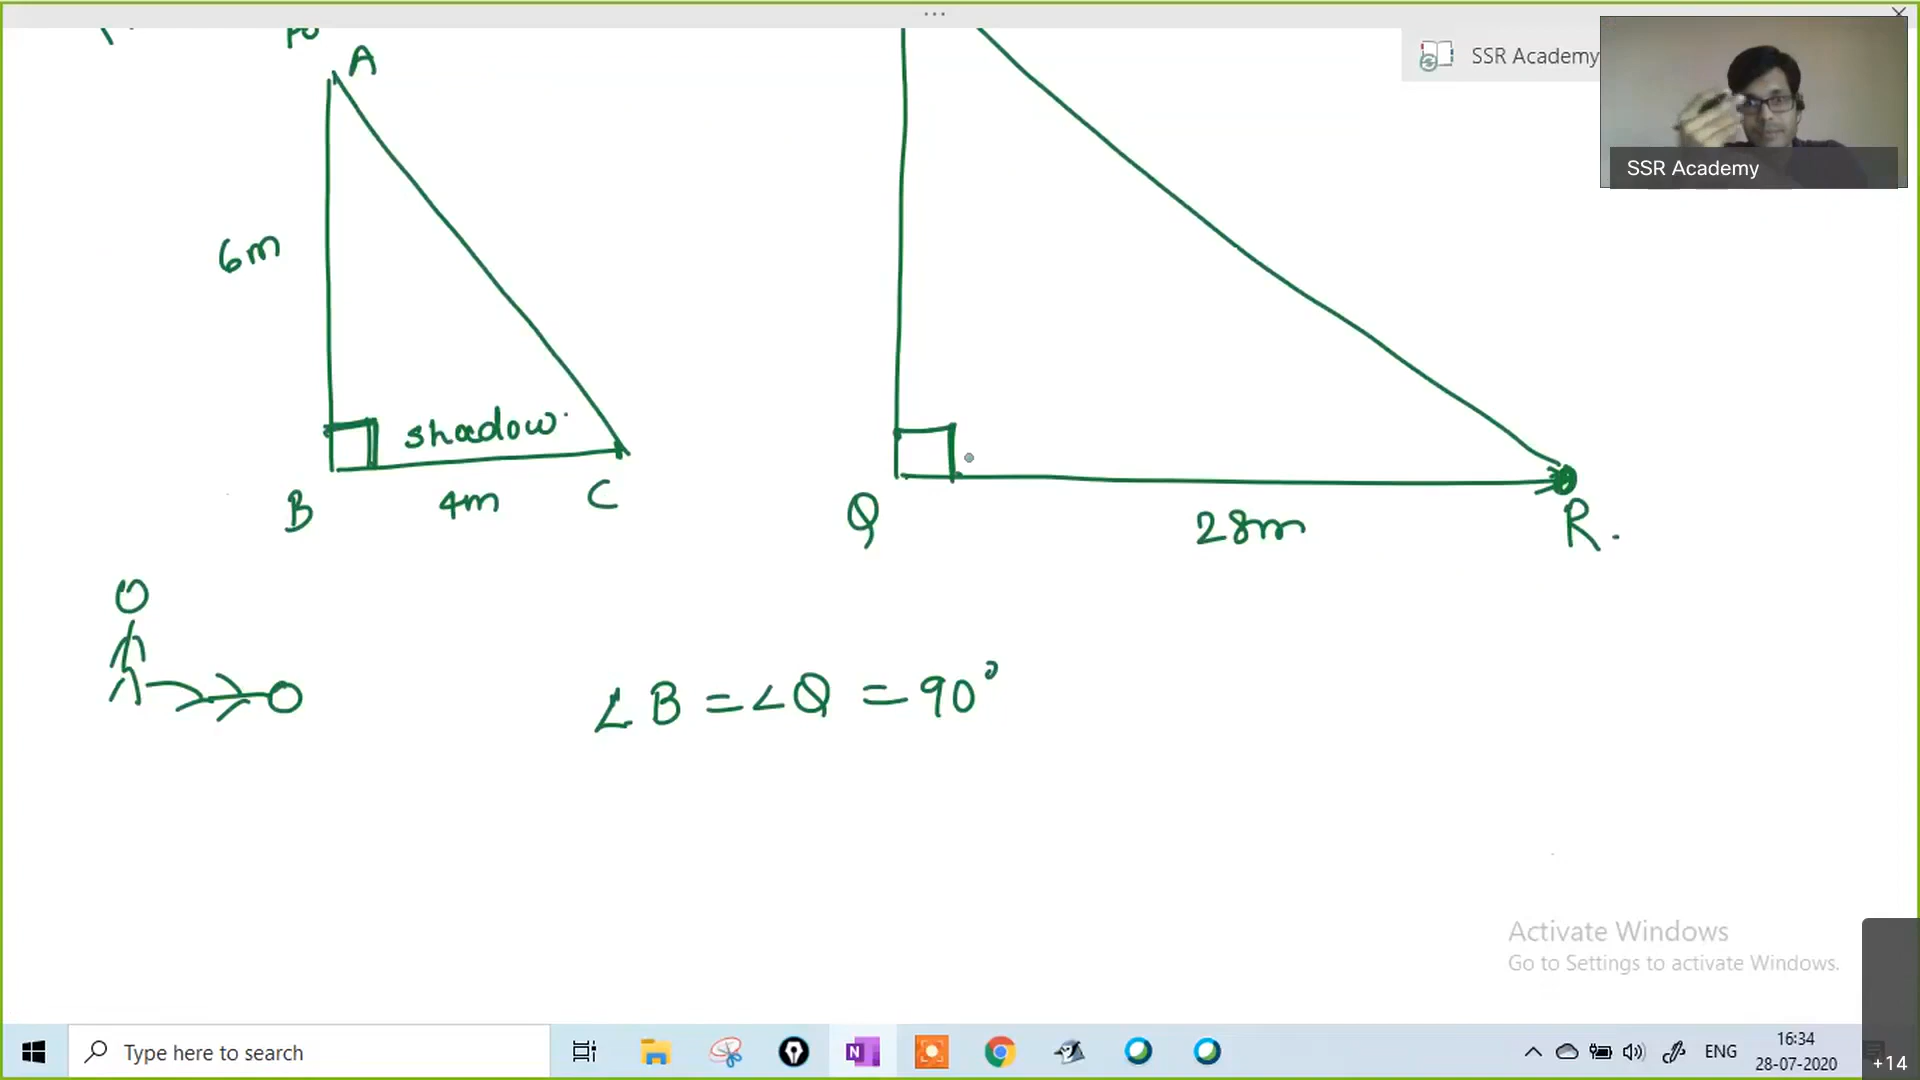 ...
SSR Academy
SSR Academy
A
6m
shadow
B
4m
C
Q
28m
R.
∠B = ∠Q = 90°
Activate Windows
Go to Settings to activate Windows.
Type here to search
N
ENG
16:34
28-07-2020
+14